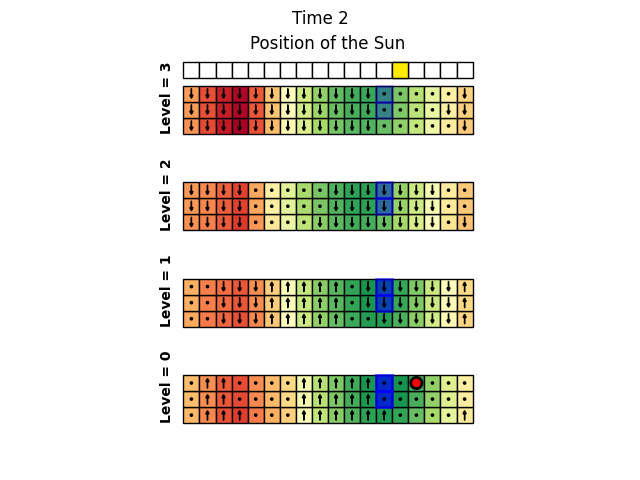 Time 2
Position of the Sun
Level = 3
Level = 2
Level = 1
Level = 0